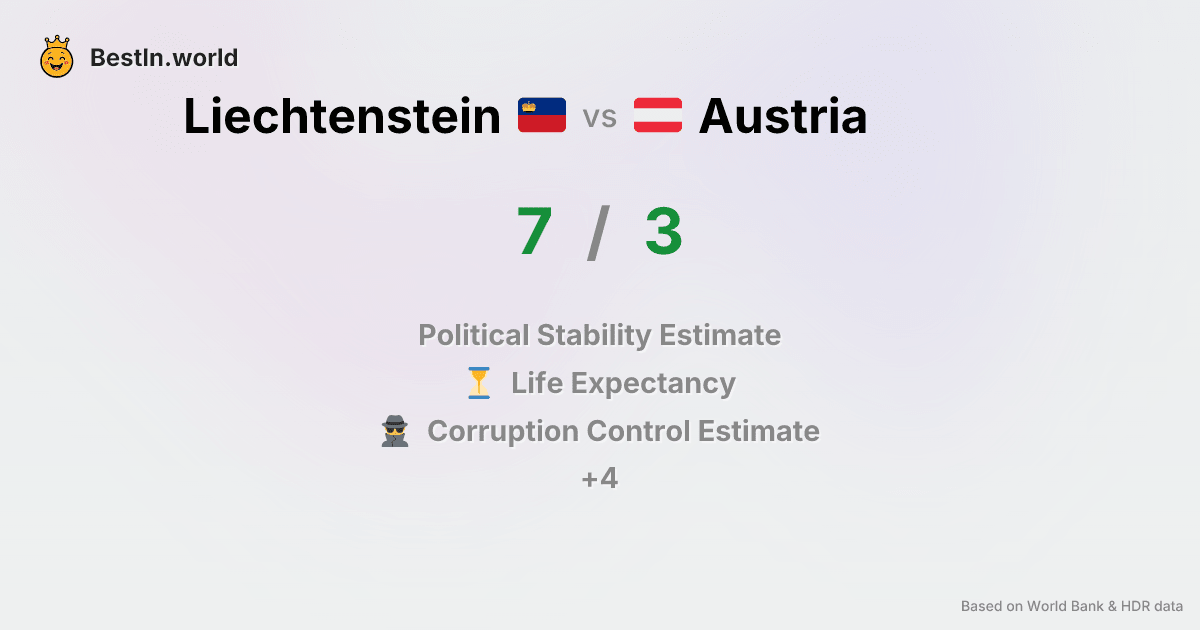 BestIn.world
Liechtenstein vs Austria
7 / 3
Political Stability Estimate
Life Expectancy
Corruption Control Estimate
+4
Based on World Bank & HDR data